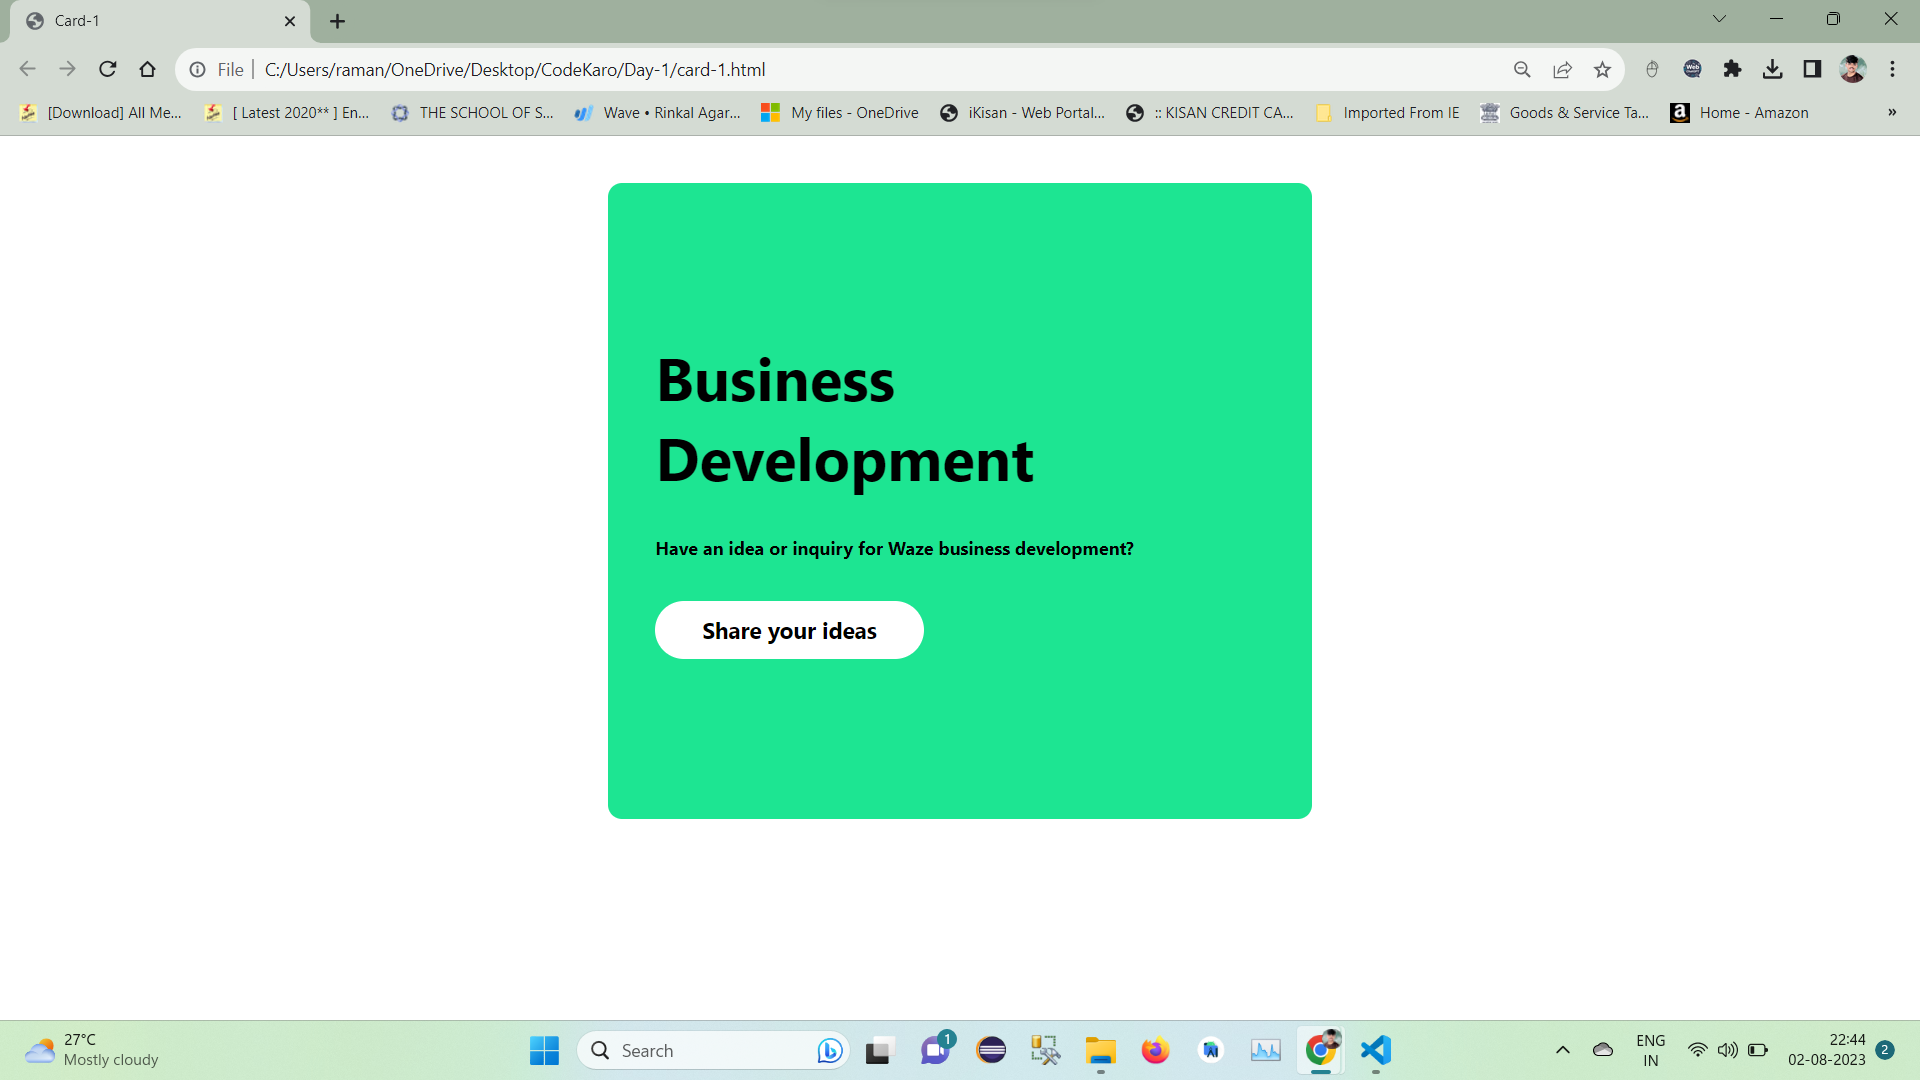 Card-1
File
C:/Users/raman/OneDrive/Desktop/CodeKaro/Day-1/card-1.html
[Download] All Me...
[ Latest 2020** ] En...
THE SCHOOL OF S...
Wave • Rinkal Agar...
My files - OneDrive
iKisan - Web Portal...
:: KISAN CREDIT CA...
Imported From IE
Goods & Service Ta...
Home - Amazon
»
Business
Development
Have an idea or inquiry for Waze business development?
Share your ideas
27°C
Mostly cloudy
Search
1
ENG
IN
22:44
02-08-2023
2